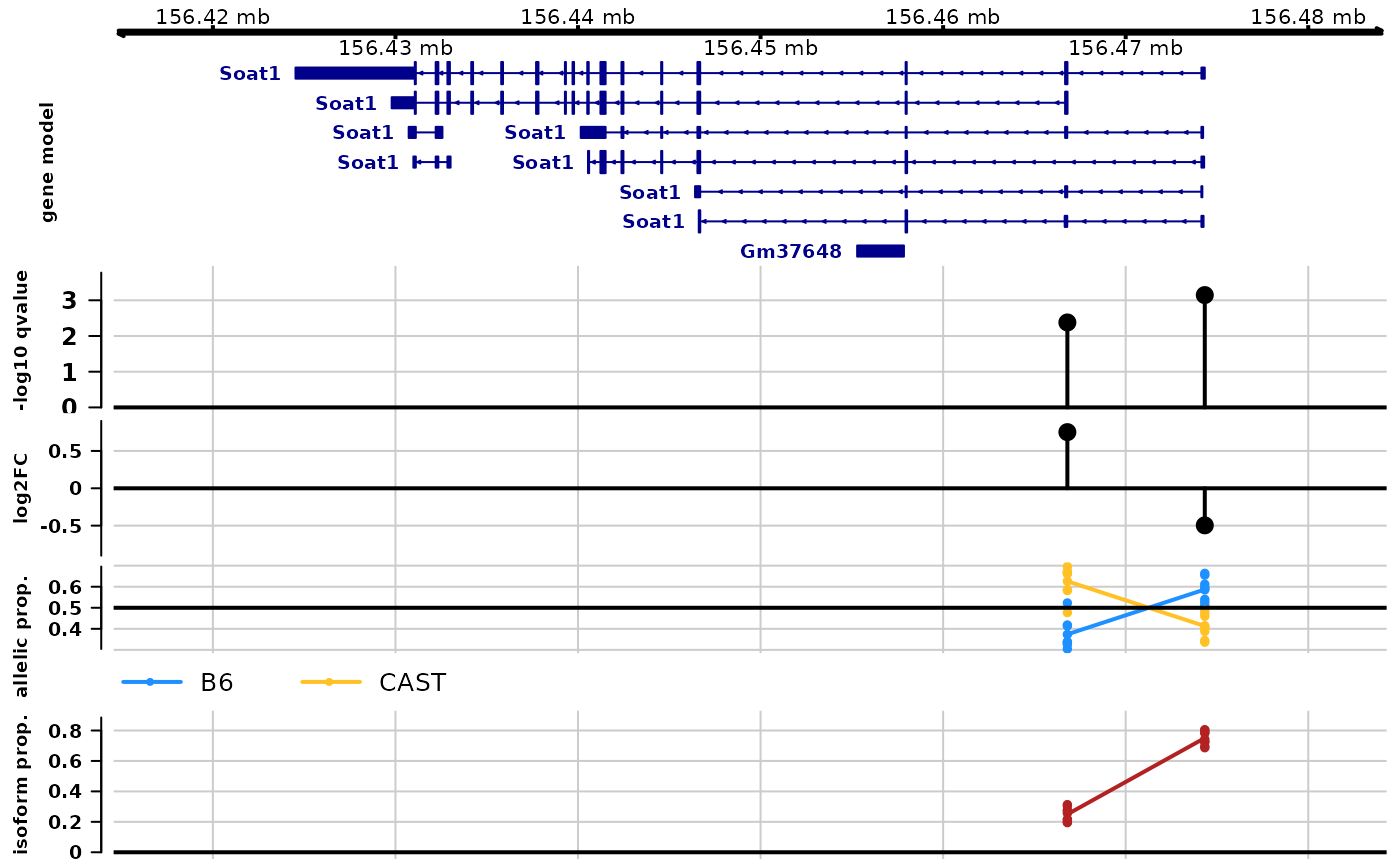 156.42 mb 156.44 mb 156.46 mb 156.48 mb
156.43 mb 156.45 mb 156.47 mb
gene model
Soat1
Soat1
Soat1 Soat1
Soat1 Soat1
Soat1
Soat1
Gm37648
-log10 qvalue
3
2
1
0
log2FC
0.5
0
-0.5
allelic prop.
0.6
0.5
0.4
B6 CAST
isoform prop.
0.8
0.6
0.4
0.2
0